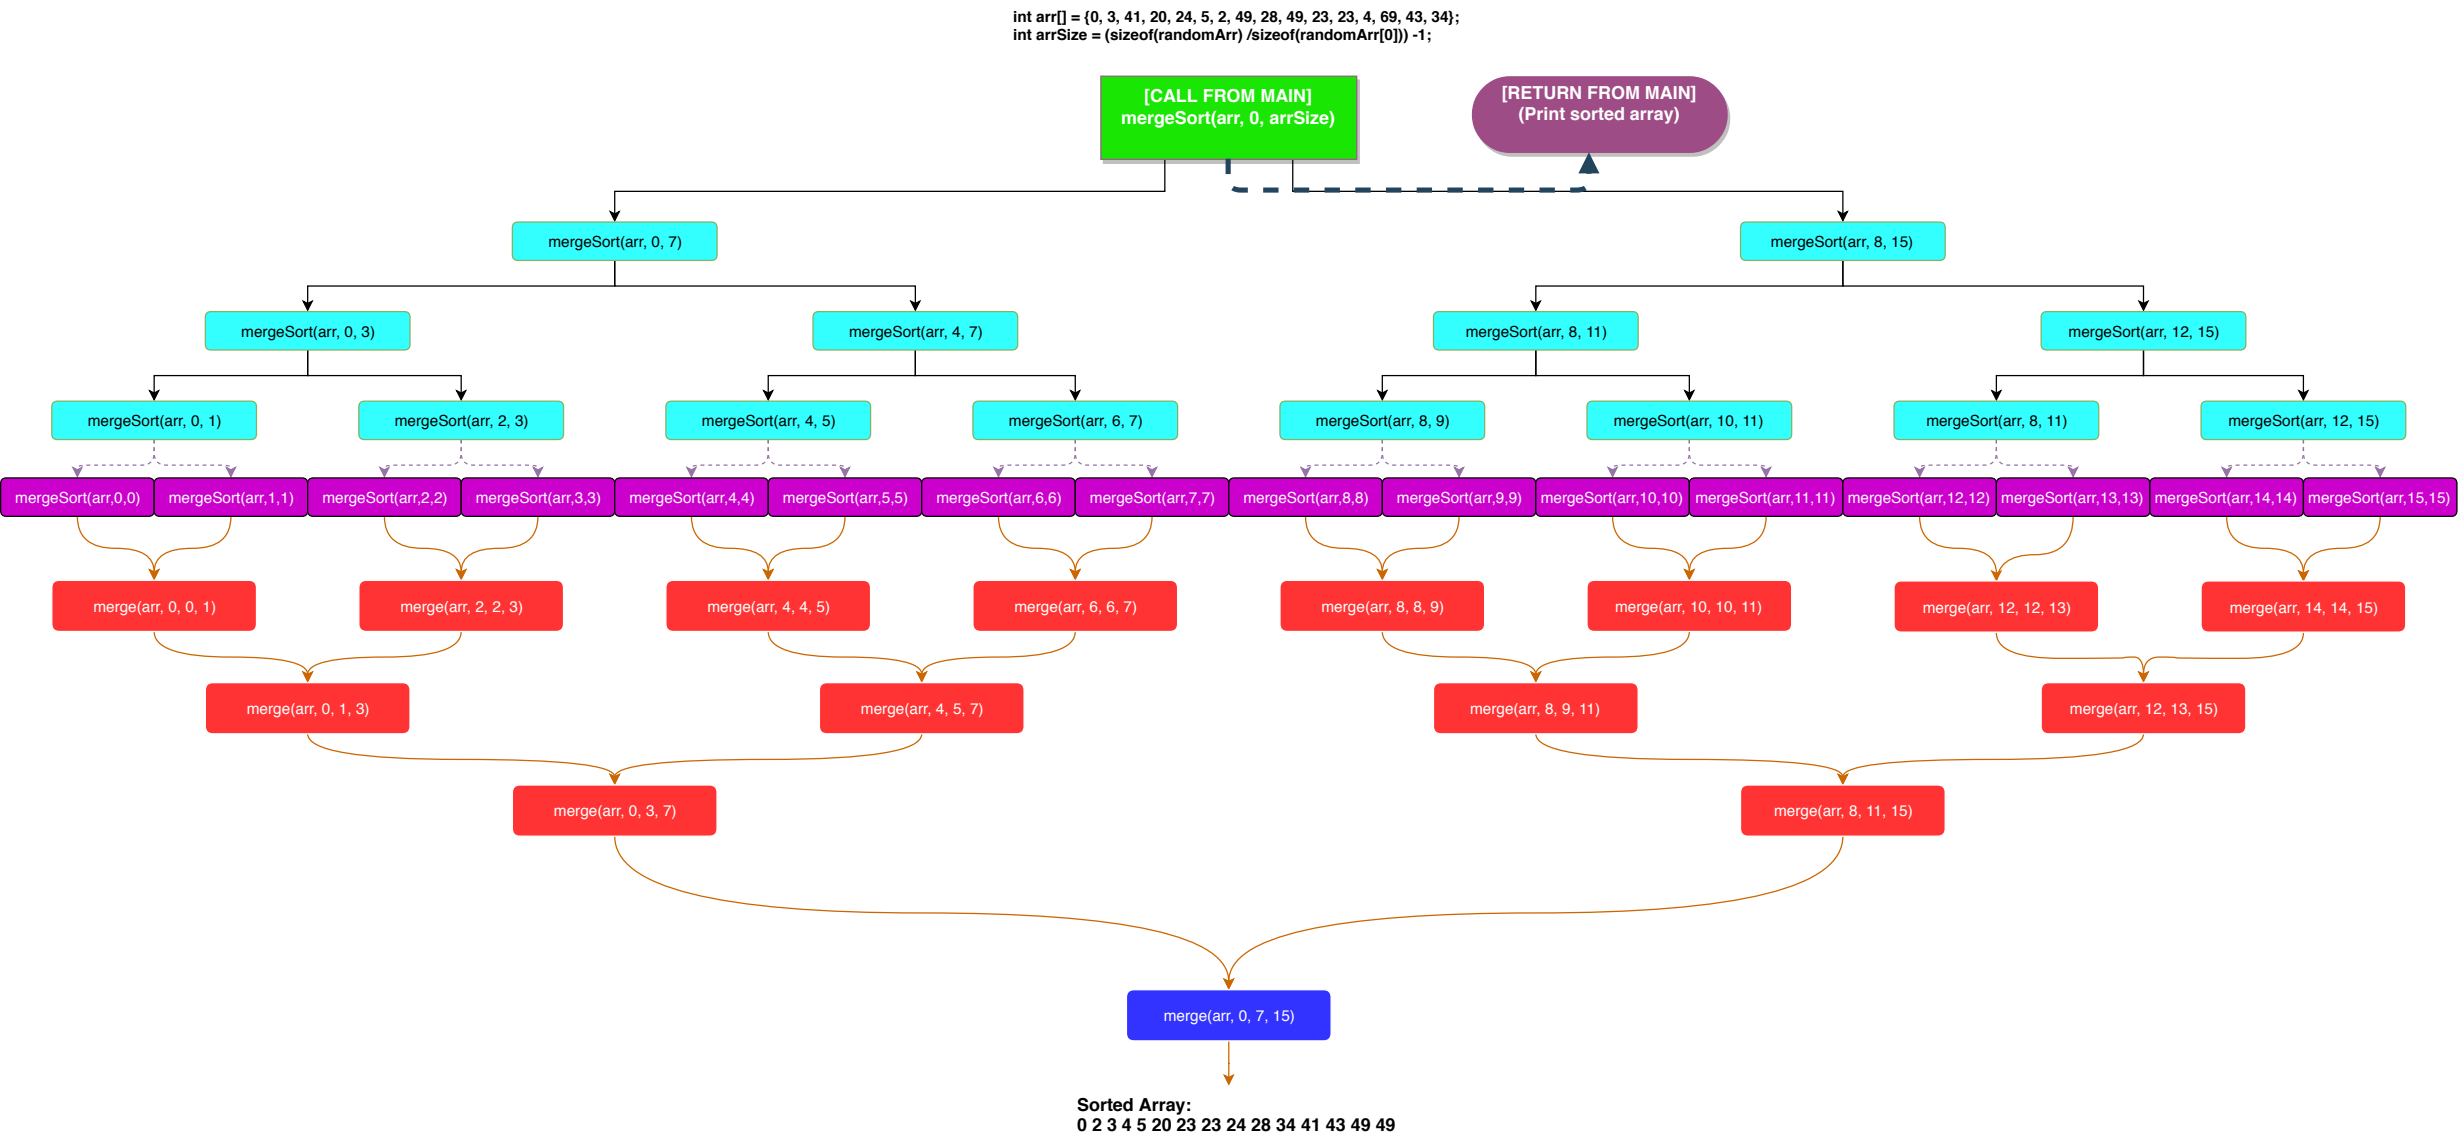 int arr[] = {0, 3, 41, 20, 24, 5, 2, 49, 28, 49, 23, 23, 4, 69, 43, 34};
int arrSize = (sizeof(randomArr) /sizeof(randomArr[0])) -1;
[CALL FROM MAIN]
mergeSort(arr, 0, arrSize)
[RETURN FROM MAIN]
(Print sorted array)
mergeSort(arr, 0, 7)
mergeSort(arr, 8, 15)
mergeSort(arr, 0, 3)
mergeSort(arr, 4, 7)
mergeSort(arr, 8, 11)
mergeSort(arr, 12, 15)
mergeSort(arr, 0, 1)
mergeSort(arr, 2, 3)
mergeSort(arr, 4, 5)
mergeSort(arr, 6, 7)
mergeSort(arr, 8, 9)
mergeSort(arr, 10, 11)
mergeSort(arr, 8, 11)
mergeSort(arr, 12, 15)
mergeSort(arr,0,0)
mergeSort(arr,1,1)
mergeSort(arr,2,2)
mergeSort(arr,3,3)
mergeSort(arr,4,4)
mergeSort(arr,5,5)
mergeSort(arr,6,6)
mergeSort(arr,7,7)
mergeSort(arr,8,8)
mergeSort(arr,9,9)
mergeSort(arr,10,10)
mergeSort(arr,11,11)
mergeSort(arr,12,12)
mergeSort(arr,13,13)
mergeSort(arr,14,14)
mergeSort(arr,15,15)
merge(arr, 0, 0, 1)
merge(arr, 2, 2, 3)
merge(arr, 4, 4, 5)
merge(arr, 6, 6, 7)
merge(arr, 8, 8, 9)
merge(arr, 10, 10, 11)
merge(arr, 12, 12, 13)
merge(arr, 14, 14, 15)
merge(arr, 0, 1, 3)
merge(arr, 4, 5, 7)
merge(arr, 8, 9, 11)
merge(arr, 12, 13, 15)
merge(arr, 0, 3, 7)
merge(arr, 8, 11, 15)
merge(arr, 0, 7, 15)
Sorted Array:
0 2 3 4 5 20 23 23 24 28 34 41 43 49 49